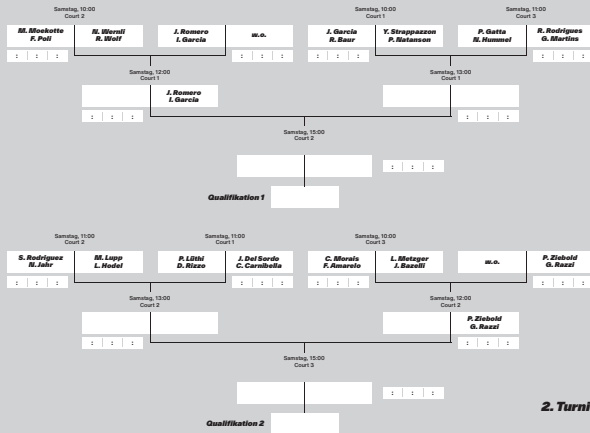 Samstag, 10:00
Court 2
Samstag, 10:00
Court 1
Samstag, 11:00
Court 3
M. Moekotte
F. Poli
N. Wernli
R. Wolf
J. Romero
I. Garcia
w.o.
J. Garcia
R. Baur
Y. Strappazzon
P. Natanson
P. Gatta
N. Hummel
R. Rodrigues
G. Martins
: : :
: : :
: : :
: : :
Samstag, 12:00
Court 1
Samstag, 13:00
Court 1
J. Romero
I. Garcia
: : :
: : :
Samstag, 15:00
Court 2
: : :
Qualifikation 1
Samstag, 11:00
Court 2
Samstag, 11:00
Court 1
Samstag, 10:00
Court 3
S. Rodriguez
N. Jahr
M. Lupp
L. Hodel
P. Lüthi
D. Rizzo
J. Del Sordo
C. Carnibella
C. Morais
F. Amarelo
L. Metzger
J. Bazelli
w.o.
P. Ziebold
G. Razzi
: : :
: : :
: : :
: : :
Samstag, 13:00
Court 2
Samstag, 12:00
Court 2
P. Ziebold
G. Razzi
: : :
: : :
Samstag, 15:00
Court 3
: : :
2. Turni
Qualifikation 2